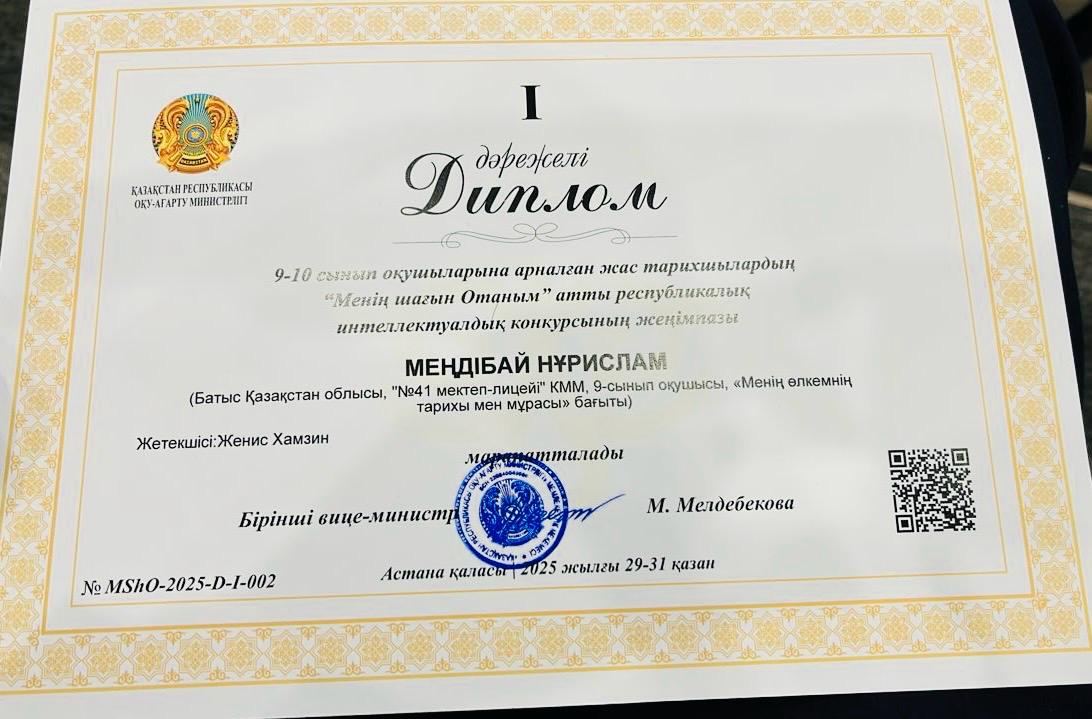 I
дәрежелі
Диплом
ҚАЗАҚСТАН РЕСПУБЛИКАСЫ
ОҚУ-АҒАРТУ МИНИСТРЛІГІ
9-10 сынып оқушыларына арналған жас тарихшылардың
“Менің шағын Отаным” атты республикалық
интеллектуалдық конкурсының жеңімпазы
МЕҢДІБАЙ НҰРИСЛАМ
(Батыс Қазақстан облысы, "№41 мектеп-лицейі" КММ, 9-сынып оқушысы, «Менің өлкемнің
тарихы мен мұрасы» бағыты)
Жетекшісі:Женис Хамзин
марапатталады
Бірінші вице-министр
М. Мелдебекова
Астана қаласы | 2025 жылғы 29-31 қазан
№ MShO-2025-D-I-002